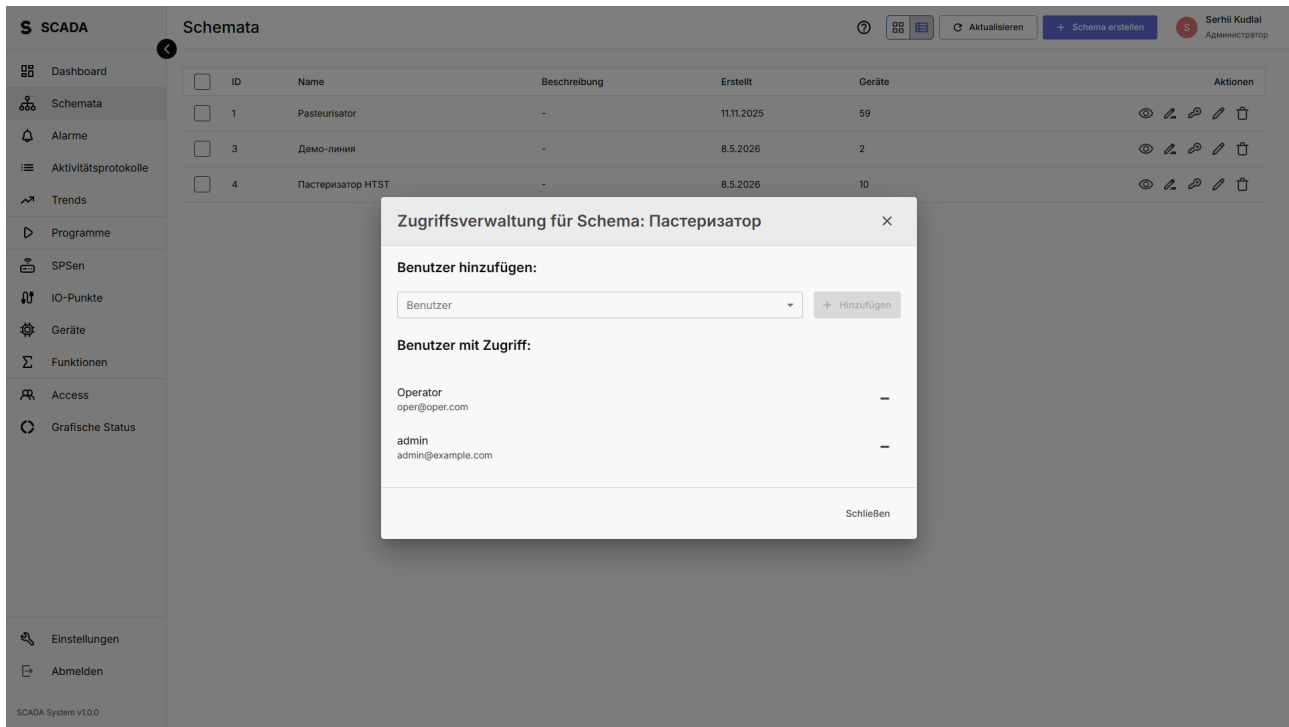 S SCADA
Schemata
Aktualisieren
+ Schema erstellen
S
Serhii Kudlai
Администратор
Dashboard
Schemata
Alarme
Aktivitätsprotokolle
Trends
Programme
SPSen
IO-Punkte
Geräte
Funktionen
Access
Grafische Status
ID Name Beschreibung Erstellt Geräte Aktionen
1 Pasteurisator - 11.11.2025 59
3 Демо-линия - 8.5.2026 2
4 Пастеризатор HTST - 8.5.2026 10
Zugriffsverwaltung für Schema: Пастеризатор
Benutzer hinzufügen:
Benutzer
+ Hinzufügen
Benutzer mit Zugriff:
Operator
oper@oper.com
admin
admin@example.com
Schließen
Einstellungen
Abmelden
SCADA System v1.0.0